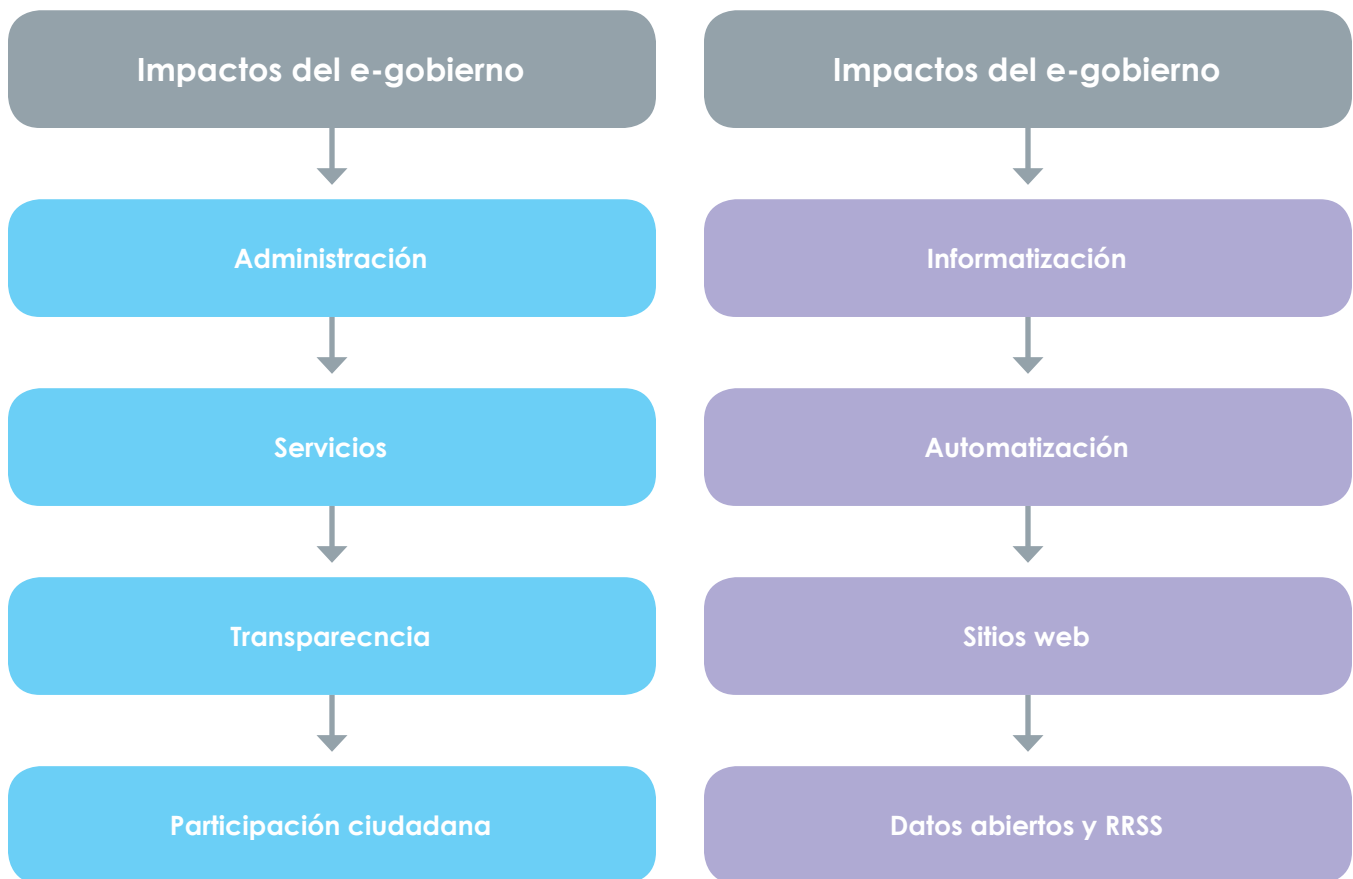 Impactos del e-gobierno
Administración
Servicios
Transparecncia
Participación ciudadana
Impactos del e-gobierno
Informatización
Automatización
Sitios web
Datos abiertos y RRSS